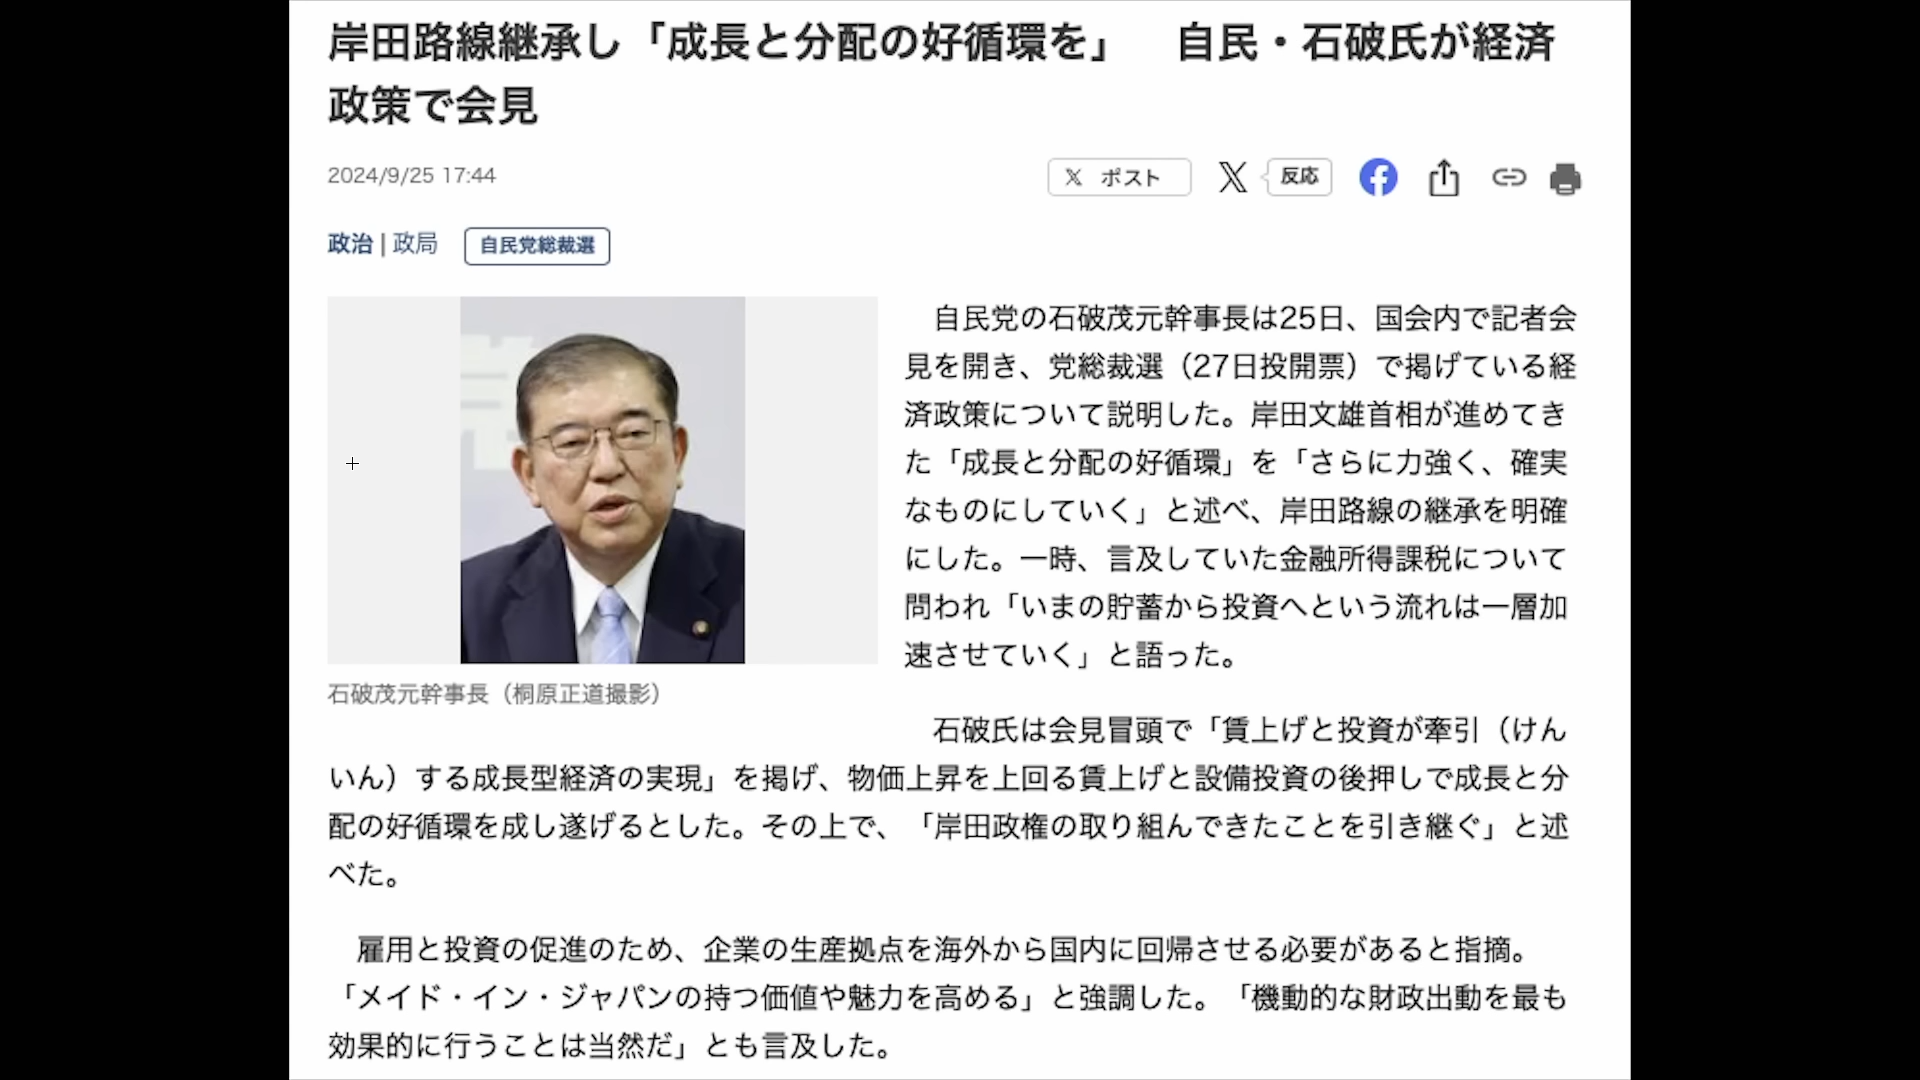 岸田路線継承し「成長と分配の好循環を」　自民・石破氏が経済
政策で会見
2024/9/25 17:44
ポスト
反応
政治 | 政局
自民党総裁選
自民党の石破茂元幹事長は25日、国会内で記者会
見を開き、党総裁選（27日投開票）で掲げている経
済政策について説明した。岸田文雄首相が進めてき
た「成長と分配の好循環」を「さらに力強く、確実
なものにしていく」と述べ、岸田路線の継承を明確
にした。一時、言及していた金融所得課税について
問われ「いまの貯蓄から投資へという流れは一層加
速させていく」と語った。
石破茂元幹事長（桐原正道撮影）
石破氏は会見冒頭で「賃上げと投資が牽引（けん
いん）する成長型経済の実現」を掲げ、物価上昇を上回る賃上げと設備投資の後押しで成長と分
配の好循環を成し遂げるとした。その上で、「岸田政権の取り組んできたことを引き継ぐ」と述
べた。
雇用と投資の促進のため、企業の生産拠点を海外から国内に回帰させる必要があると指摘。
「メイド・イン・ジャパンの持つ価値や魅力を高める」と強調した。「機動的な財政出動を最も
効果的に行うことは当然だ」とも言及した。